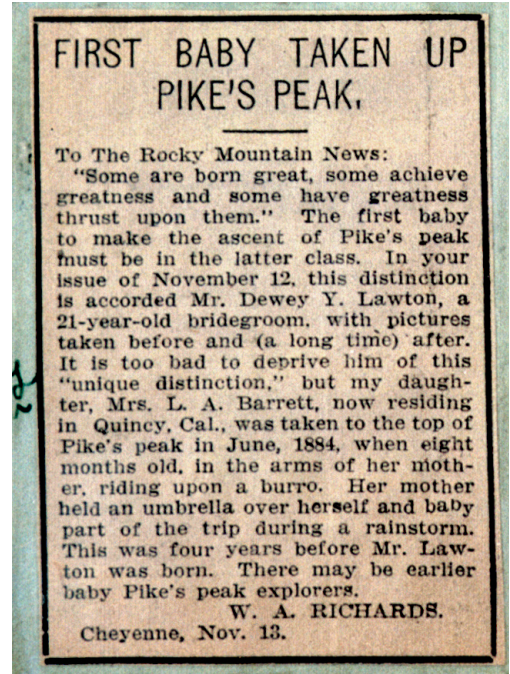 FIRST BABY TAKEN UP
PIKE'S PEAK.
To The Rocky Mountain News:
"Some are born great, some achieve
greatness and some have greatness
thrust upon them." The first baby
to make the ascent of Pike's peak
must be in the latter class. In your
issue of November 12, this distinction
is accorded Mr. Dewey Y. Lawton, a
21-year-old bridegroom, with pictures
taken before and (a long time) after.
It is too bad to deprive him of this
"unique distinction," but my daugh-
ter, Mrs. L. A. Barrett, now residing
in Quincy, Cal., was taken to the top of
Pike's peak in June, 1884, when eight
months old, in the arms of her moth-
er, riding upon a burro. Her mother
held an umbrella over herself and baby
part of the trip during a rainstorm.
This was four years before Mr. Law-
ton was born. There may be earlier
baby Pike's peak explorers.
W. A. RICHARDS.
Cheyenne, Nov. 13.